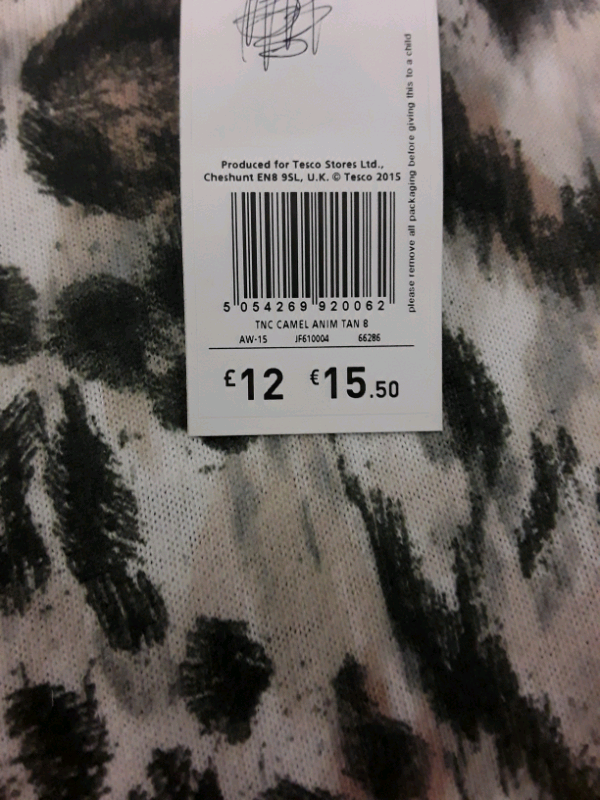 Produced for Tesco Stores Ltd.,
Cheshunt EN8 9SL, U.K. © Tesco 2015
please remove all packaging before giving this to a child
5 054269 920062
TNC CAMEL ANIM TAN 8
AW-15 JF610004 66286
£12 €15.50